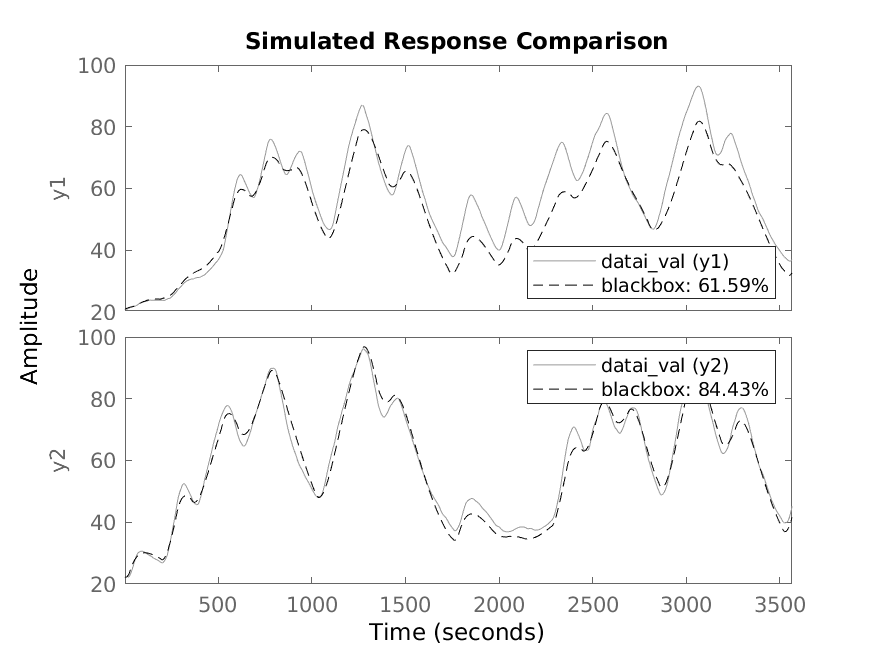 Simulated Response Comparison
100
80
60
40
20
y1
datai_val (y1)
blackbox: 61.59%
Amplitude
100
80
60
40
20
y2
datai_val (y2)
blackbox: 84.43%
500
1000
1500
2000
2500
3000
3500
Time (seconds)